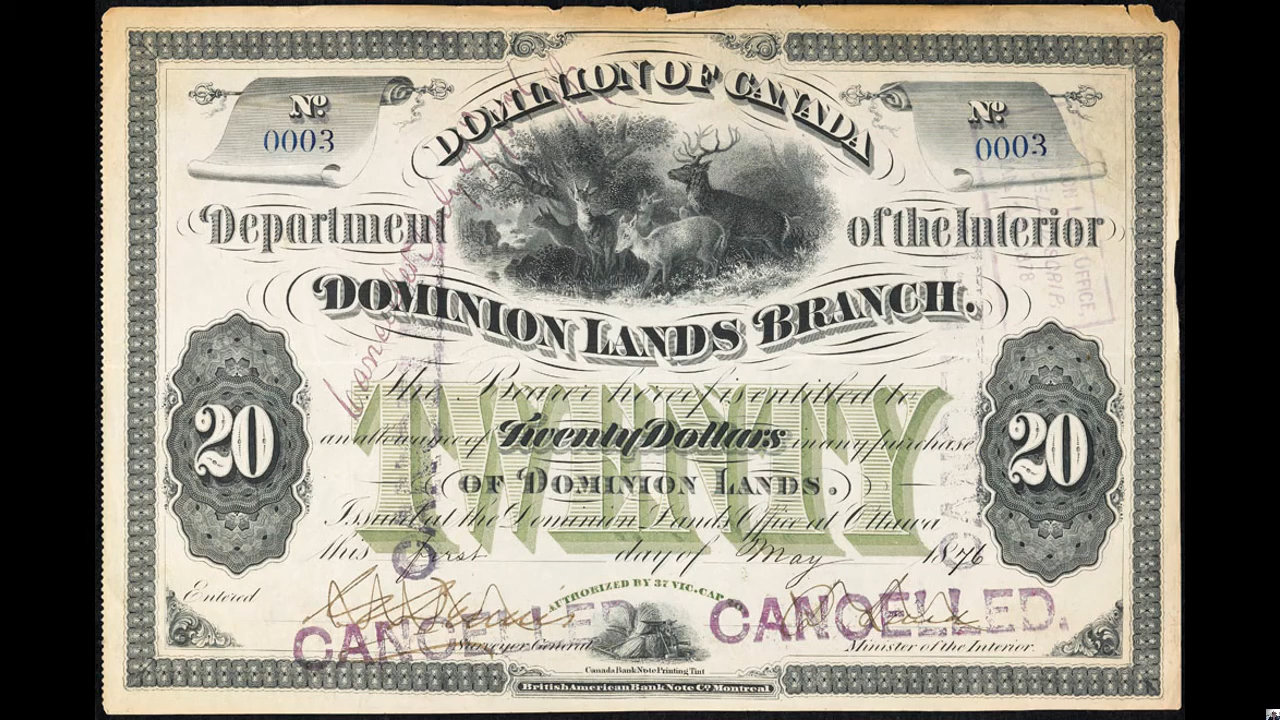 DOMINION OF CANADA
No. 0003
No. 0003
Department of the Interior
DOMINION LANDS BRANCH.
The Bearer hereof is entitled to
an allowance of Twenty Dollars in any purchase
OF DOMINION LANDS.
TWENTY
20
20
Issued at the Dominion Lands Office at Ottawa
this first day of May 1876
Entered
AUTHORIZED BY 37 VIC. CAP.
CANCELLED
CANCELLED.
Surveyor General
Minister of the Interior.
Canada Bank Note Printing Tint
British American Bank Note Co. Montreal
OFFICE,